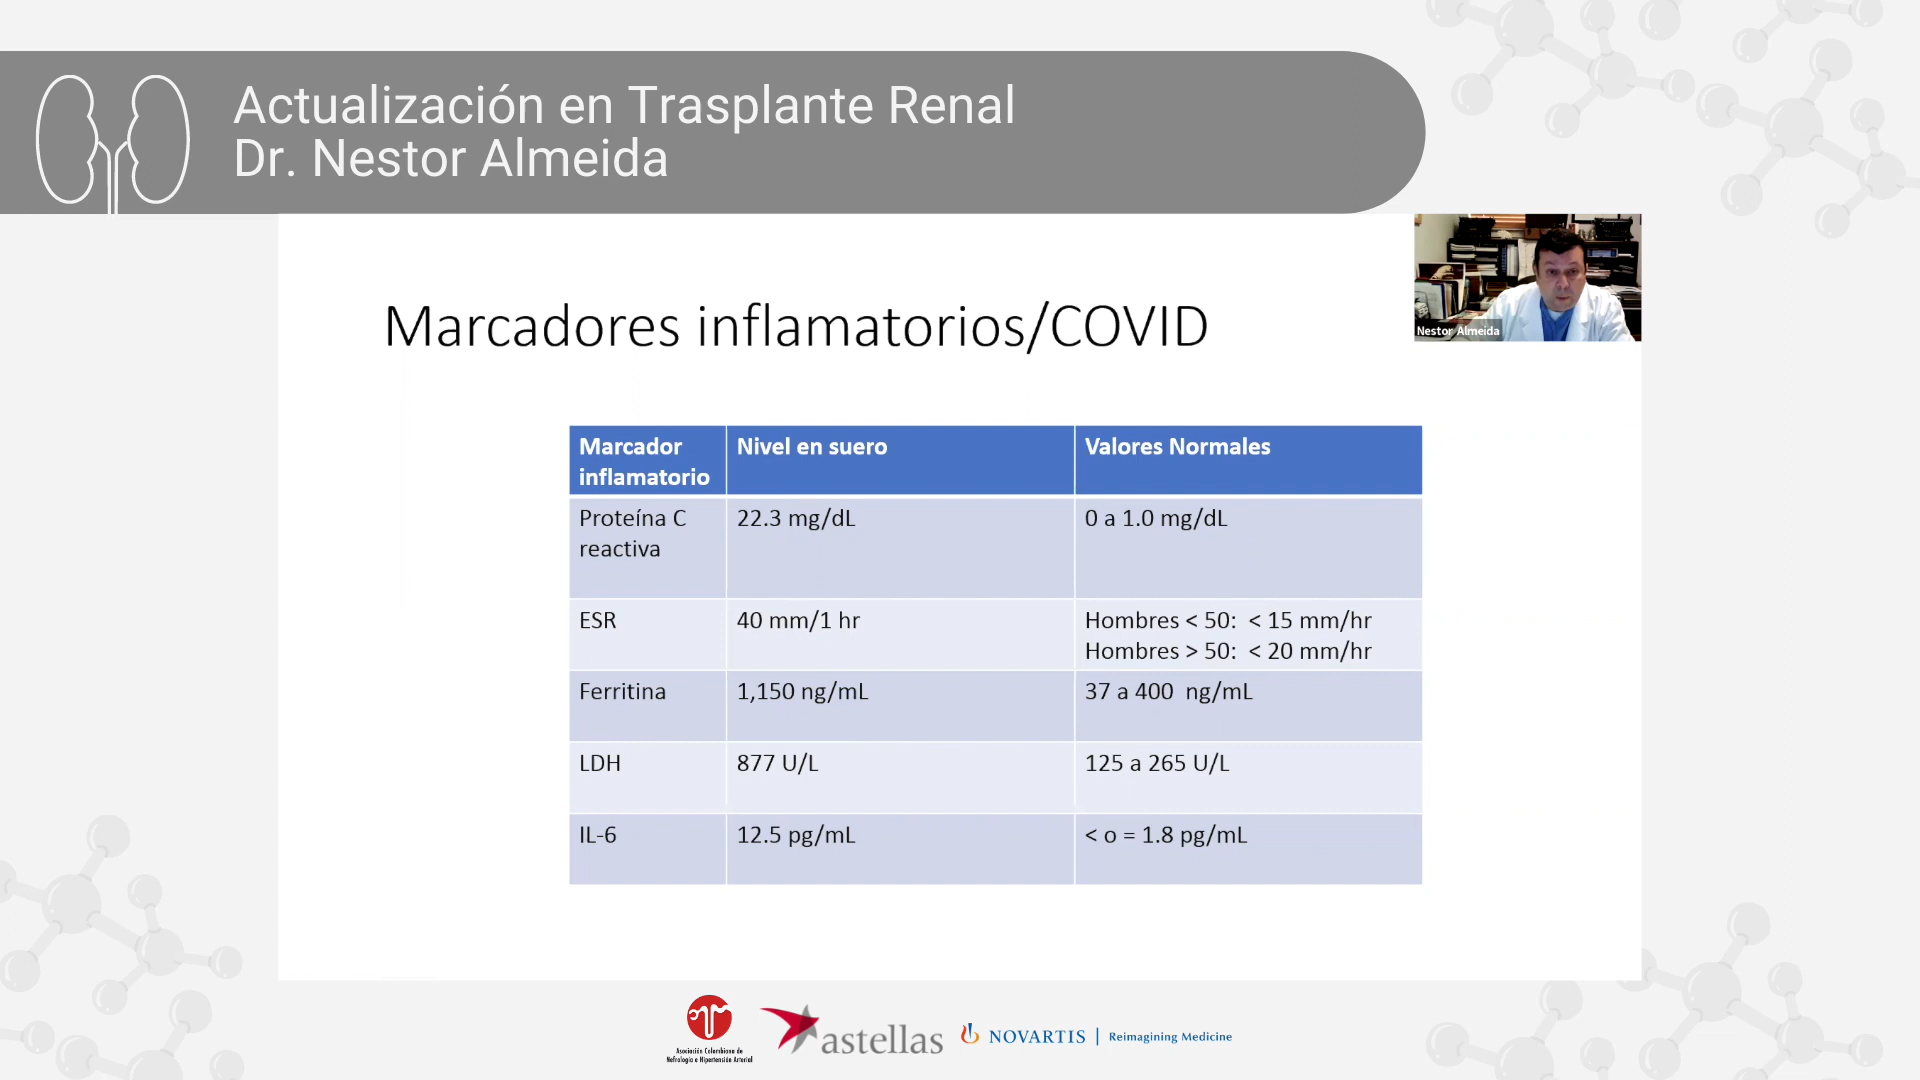 Actualización en Trasplante Renal
Dr. Nestor Almeida
Nestor Almeida
Marcadores inflamatorios/COVID
Marcador inflamatorio Nivel en suero Valores Normales
Proteína C reactiva 22.3 mg/dL 0 a 1.0 mg/dL
ESR 40 mm/1 hr Hombres < 50: < 15 mm/hr
Hombres > 50: < 20 mm/hr
Ferritina 1,150 ng/mL 37 a 400 ng/mL
LDH 877 U/L 125 a 265 U/L
IL-6 12.5 pg/mL < o = 1.8 pg/mL
Asociación Colombiana de
Nefrología e Hipertensión Arterial
astellas
NOVARTIS | Reimagining Medicine